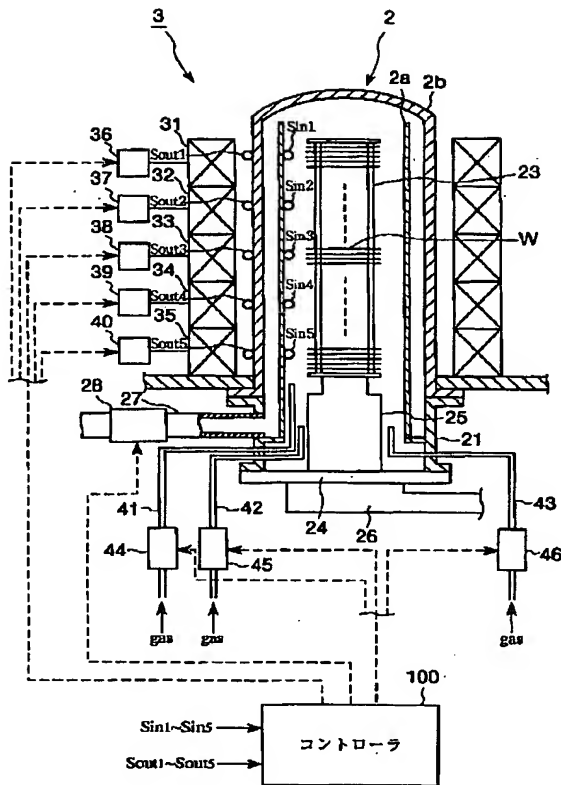 3
2
2a
2b
31
Sin1
36
Sout1
32
23
Sin2
37
Sout2
33
Sin3
W
38
Sout3
34
Sin4
39
Sout4
35
Sin5
40
Sout5
28
27
25
21
41
42
24
26
43
44
45
46
gas
gas
gas
100
Sin1~Sin5
コントローラ
Sout1~Sout5